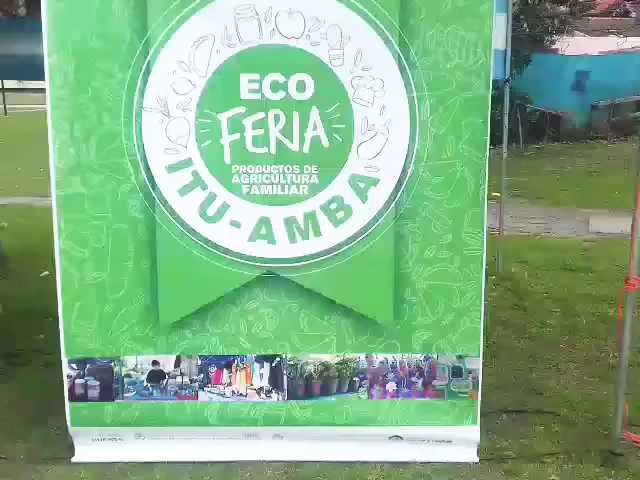 ECO
FERIA
PRODUCTOS DE
AGRICULTURA
FAMILIAR
ITU-AMBA